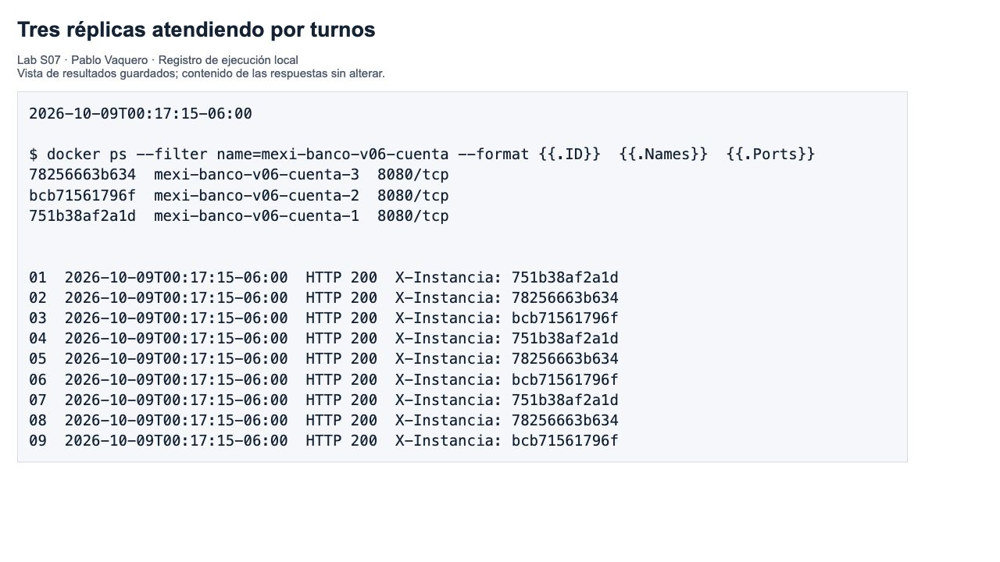 Tres réplicas atendiendo por turnos
Lab S07 · Pablo Vaquero · Registro de ejecución local
Vista de resultados guardados; contenido de las respuestas sin alterar.
2026-10-09T00:17:15-06:00
$ docker ps --filter name=mexi-banco-v06-cuenta --format {{.ID}}  {{.Names}}  {{.Ports}}
78256663b634  mexi-banco-v06-cuenta-3  8080/tcp
bcb71561796f  mexi-banco-v06-cuenta-2  8080/tcp
751b38af2a1d  mexi-banco-v06-cuenta-1  8080/tcp
01  2026-10-09T00:17:15-06:00  HTTP 200  X-Instancia: 751b38af2a1d
02  2026-10-09T00:17:15-06:00  HTTP 200  X-Instancia: 78256663b634
03  2026-10-09T00:17:15-06:00  HTTP 200  X-Instancia: bcb71561796f
04  2026-10-09T00:17:15-06:00  HTTP 200  X-Instancia: 751b38af2a1d
05  2026-10-09T00:17:15-06:00  HTTP 200  X-Instancia: 78256663b634
06  2026-10-09T00:17:15-06:00  HTTP 200  X-Instancia: bcb71561796f
07  2026-10-09T00:17:15-06:00  HTTP 200  X-Instancia: 751b38af2a1d
08  2026-10-09T00:17:15-06:00  HTTP 200  X-Instancia: 78256663b634
09  2026-10-09T00:17:15-06:00  HTTP 200  X-Instancia: bcb71561796f